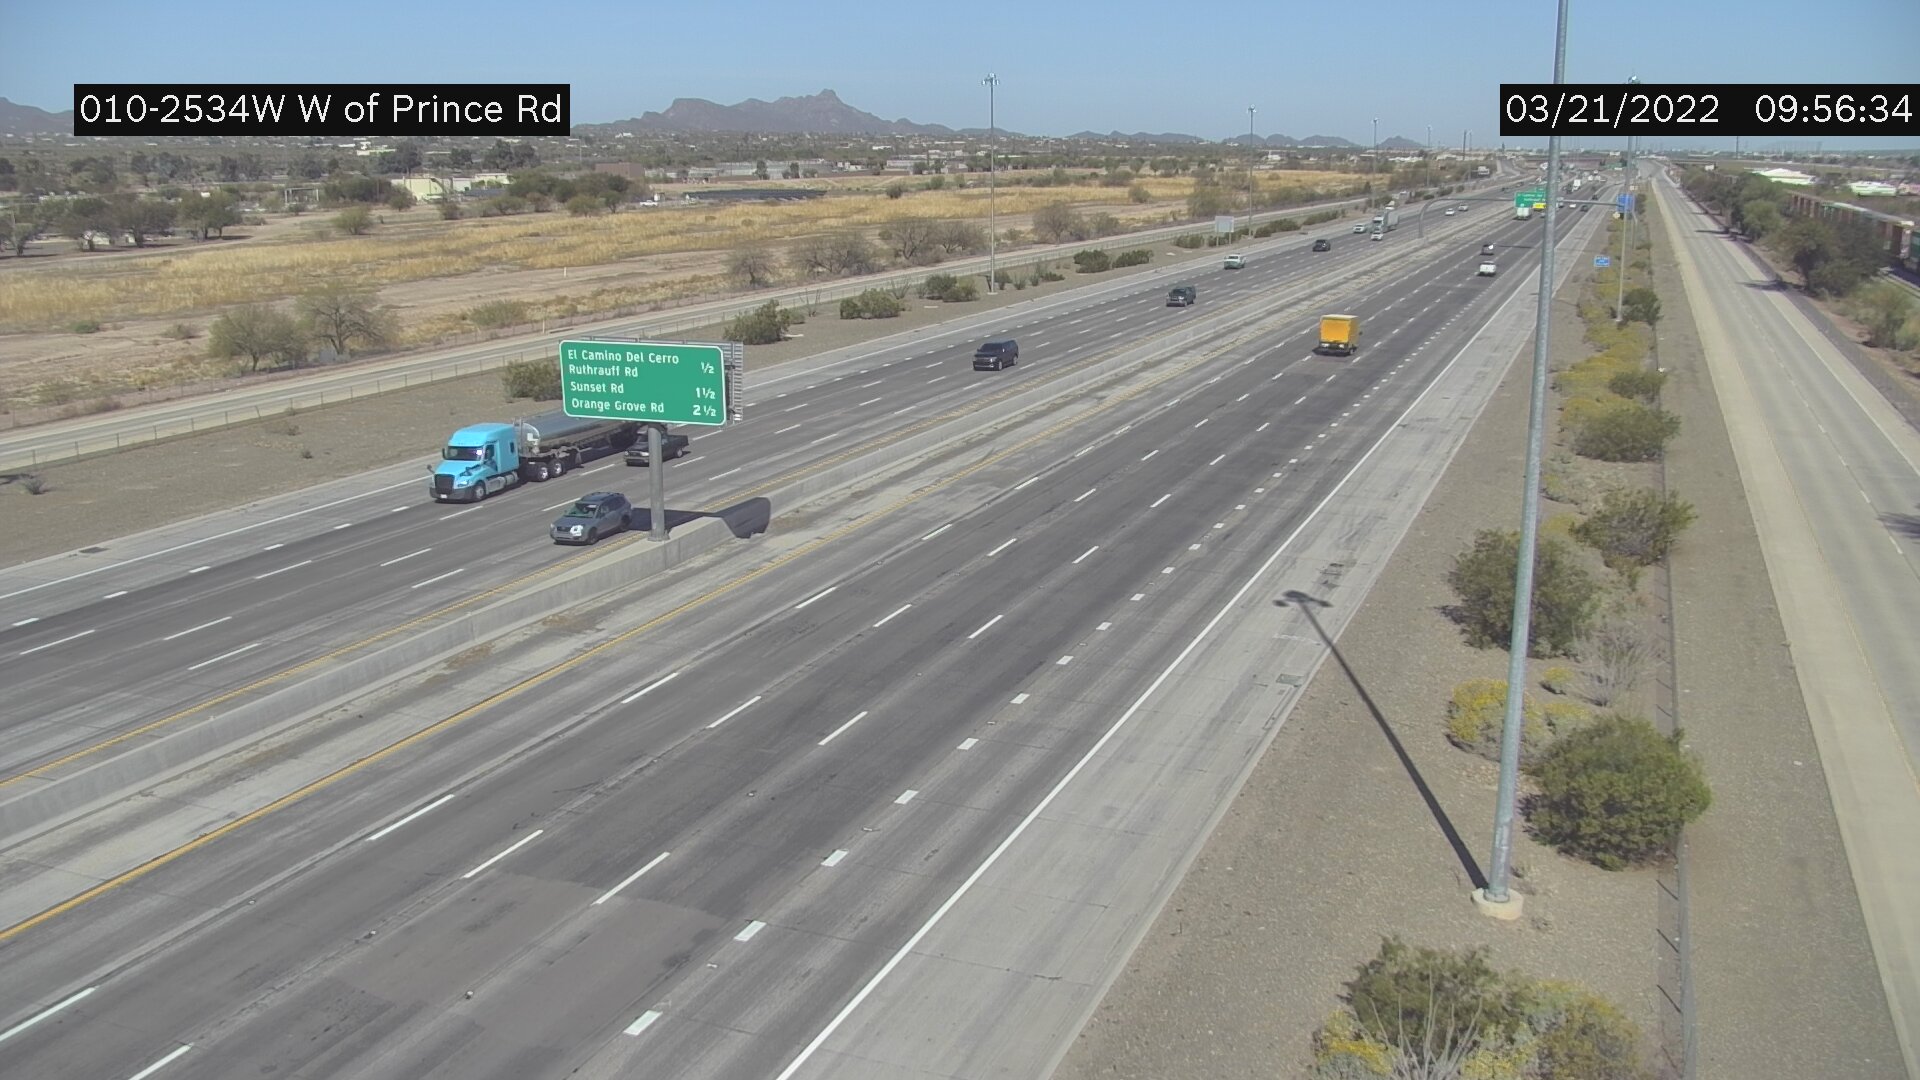 010-2534W W of Prince Rd
03/21/2022 09:56:34
El Camino Del Cerro
Ruthrauff Rd 1/2
Sunset Rd 1 1/2
Orange Grove Rd 2 1/2